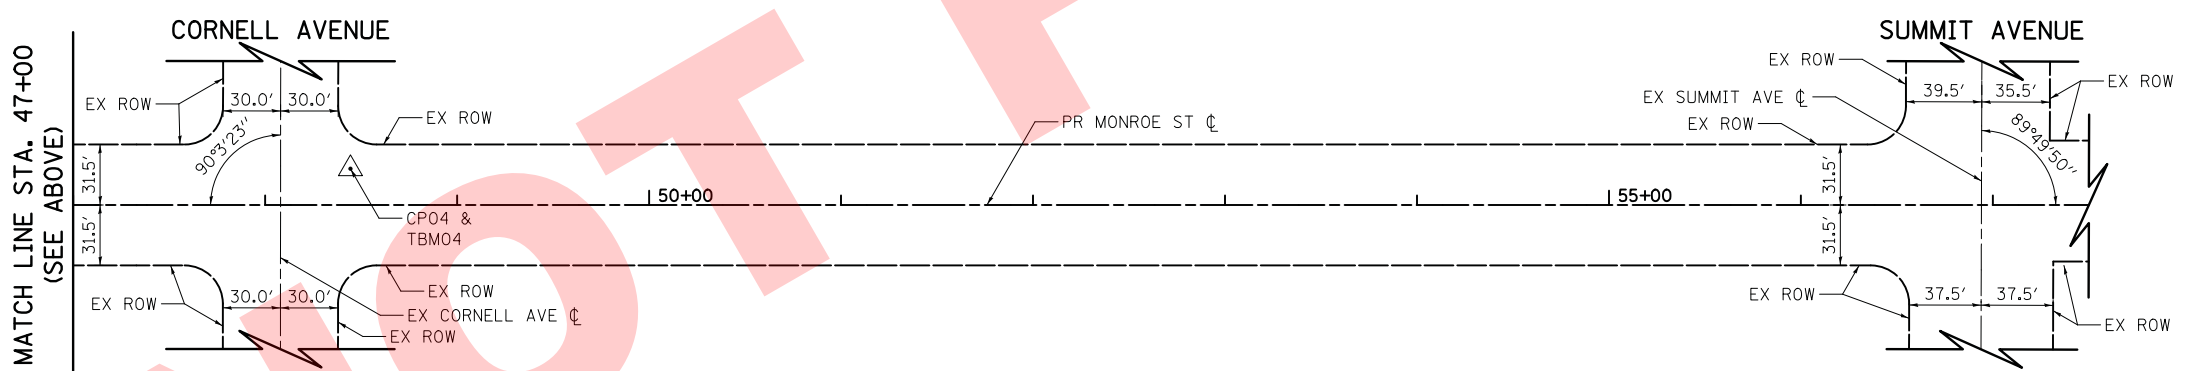 CORNELL AVENUE
SUMMIT AVENUE
MATCH LINE STA. 47+00
(SEE ABOVE)
EX ROW
30.0'
30.0'
EX ROW
90°3'23"
31.5'
31.5'
CP04 &
TBM04
50+00
PR MONROE ST ℄
55+00
EX ROW
EX SUMMIT AVE ℄
EX ROW
39.5'
35.5'
EX ROW
89°49'50"
31.5'
31.5'
EX ROW
30.0'
30.0'
EX ROW
EX CORNELL AVE ℄
EX ROW
EX ROW
37.5'
37.5'
EX ROW
NOT F